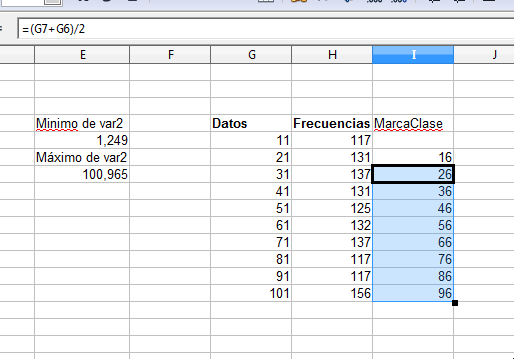 =(G7+G6)/2
E F G H I J
Minimo de var2 Datos Frecuencias MarcaClase
1,249 11 117
Máximo de var2 21 131 16
100,965 31 137 26
41 131 36
51 125 46
61 132 56
71 137 66
81 117 76
91 117 86
101 156 96